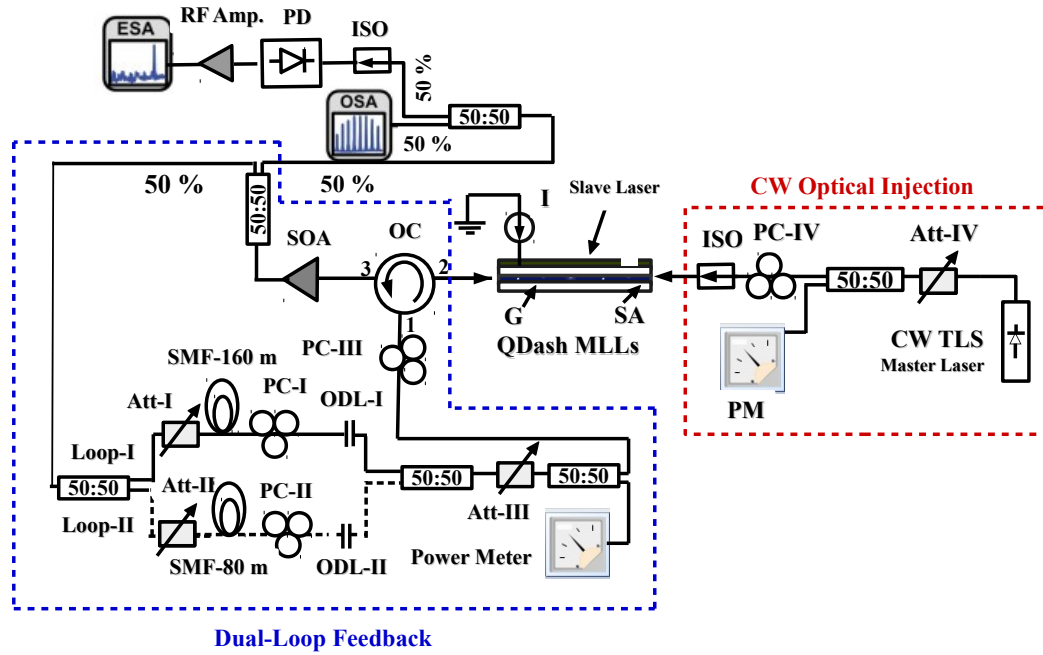 RF Amp.
PD
ISO
ESA
50 %
OSA
50:50
50 %
50 %
50 %
50:50
SOA
OC
3
2
1
I
Slave Laser
G
SA
QDash MLLs
CW Optical Injection
ISO
PC-IV
Att-IV
50:50
PM
CW TLS
Master Laser
PC-III
SMF-160 m
PC-I
ODL-I
Att-I
Loop-I
50:50
Loop-II
Att-II
PC-II
SMF-80 m
ODL-II
50:50
Att-III
50:50
Power Meter
Dual-Loop Feedback